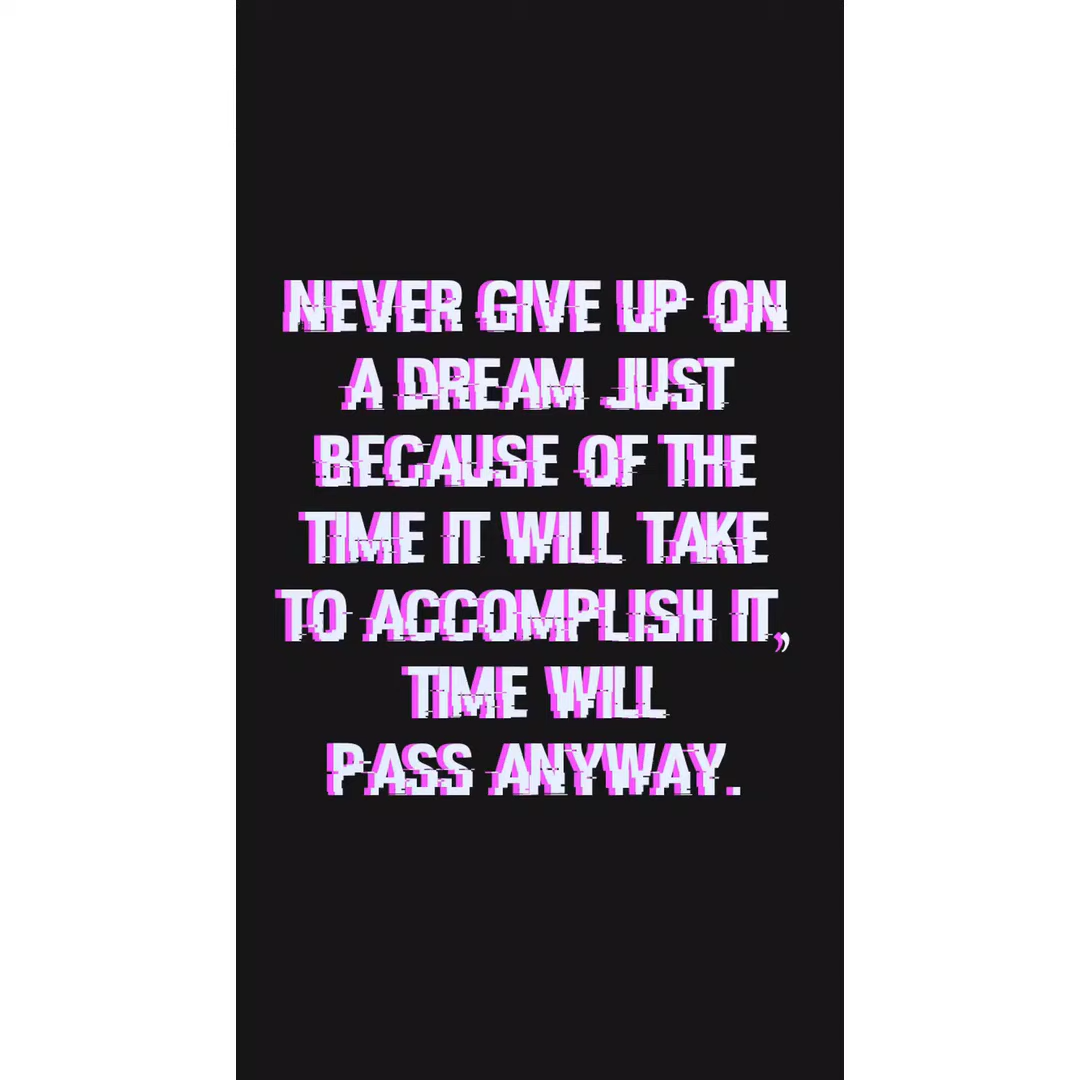 NEVER GIVE UP ON
A DREAM JUST
BECAUSE OF THE
TIME IT WILL TAKE
TO ACCOMPLISH IT,
TIME WILL
PASS ANYWAY.